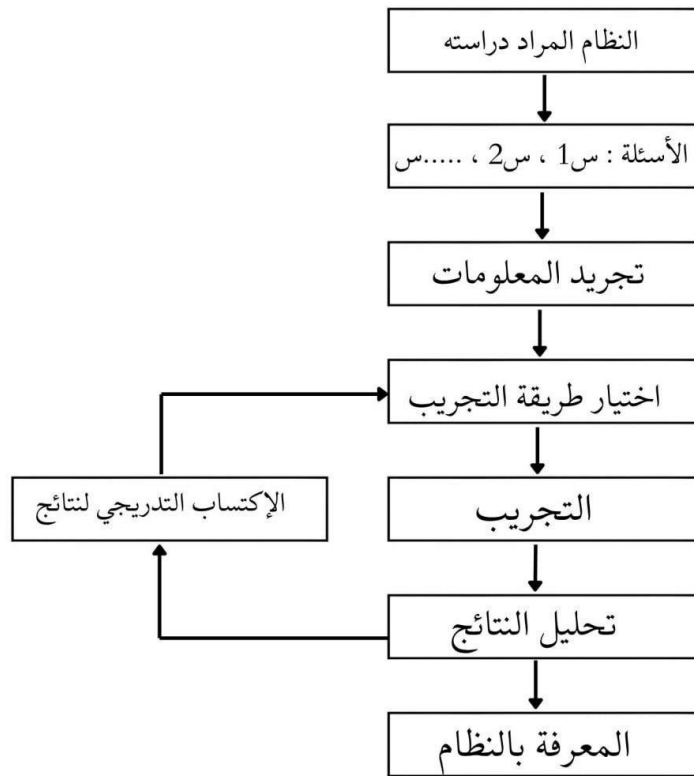 النظام المراد دراسته
الأسئلة : س1 ، س2 ، .....س
تجريد المعلومات
اختيار طريقة التجريب
الإكتساب التدريجي لنتائج
التجريب
تحليل النتائج
المعرفة بالنظام